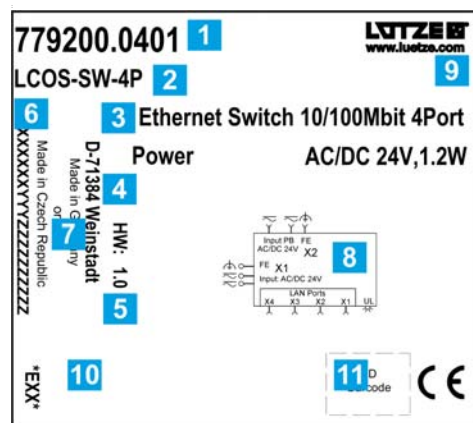 779200.0401 1
LÜTZE
www.luetze.com
LCOS-SW-4P 2
9
6
3 Ethernet Switch 10/100Mbit 4Port
Power AC/DC 24V,1.2W
XXXXXXYYYZZZZZZZZZZZ
Made in Czech Republic
or
7
Made in
D-71384 Weinstadt
4
HW: 1.0
5
Input PB FE
AC/DC 24V X2
8
FE X1
Input: AC/DC 24V
LAN Ports
X4 X3 X2 X1 UL
*EXX*
10
11
CE